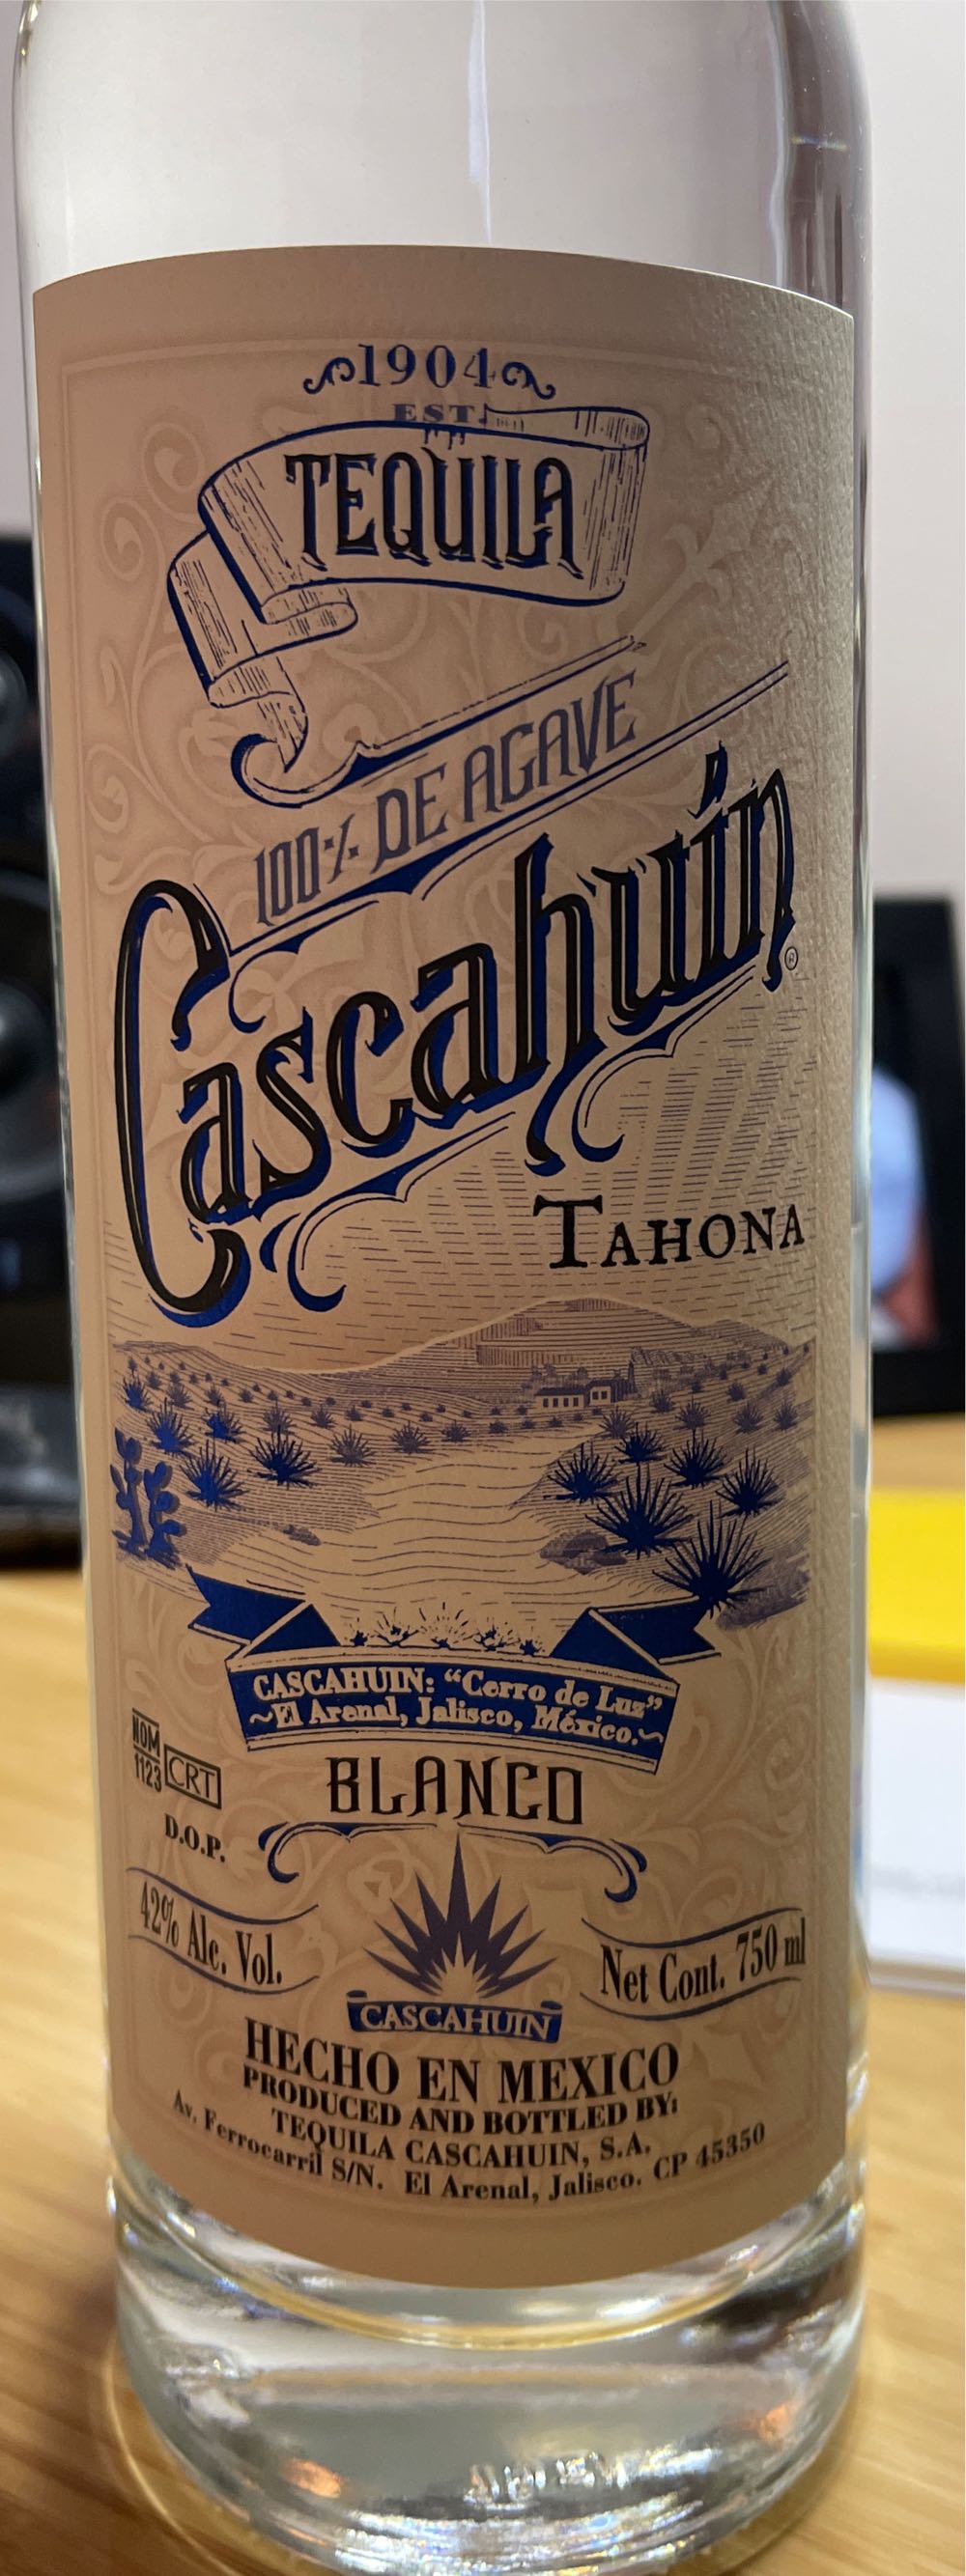 1904
EST.
TEQUILA
100% DE AGAVE
Cascahuín
®
TAHONA
CASCAHUIN: “Cerro de Luz”
~El Arenal, Jalisco, México.~
NOM
1123
CRT
D.O.P.
BLANCO
42% Alc. Vol.
Net Cont. 750 ml
CASCAHUIN
HECHO EN MEXICO
PRODUCED AND BOTTLED BY:
TEQUILA CASCAHUIN, S.A.
Av. Ferrocarril S/N. El Arenal, Jalisco. CP 45350